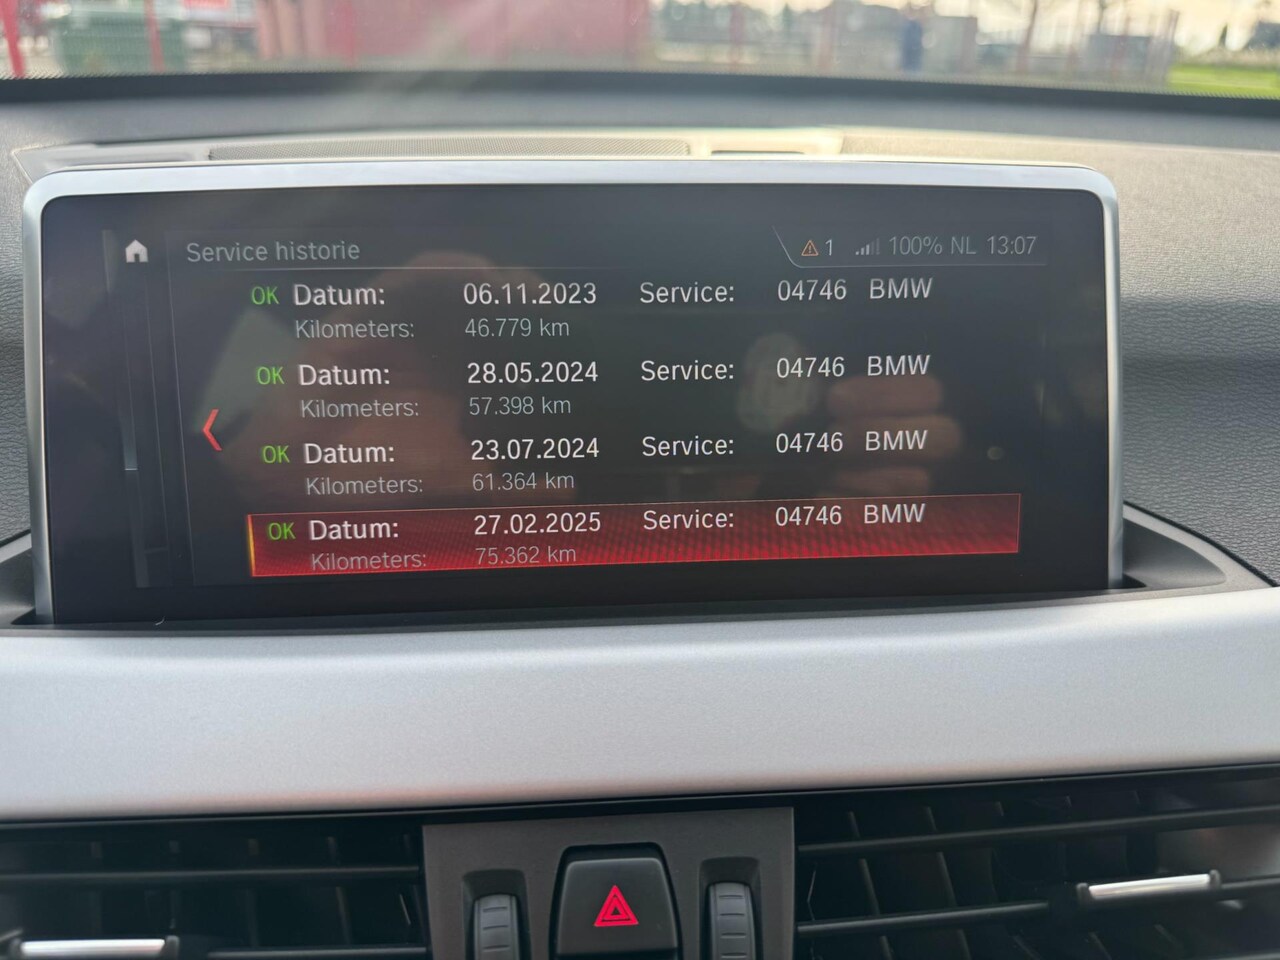 Service historie 1 100% NL 13:07
OK Datum: 06.11.2023 Service: 04746 BMW
Kilometers: 46.779 km
OK Datum: 28.05.2024 Service: 04746 BMW
Kilometers: 57.398 km
OK Datum: 23.07.2024 Service: 04746 BMW
Kilometers: 61.364 km
OK Datum: 27.02.2025 Service: 04746 BMW
Kilometers: 75.362 km